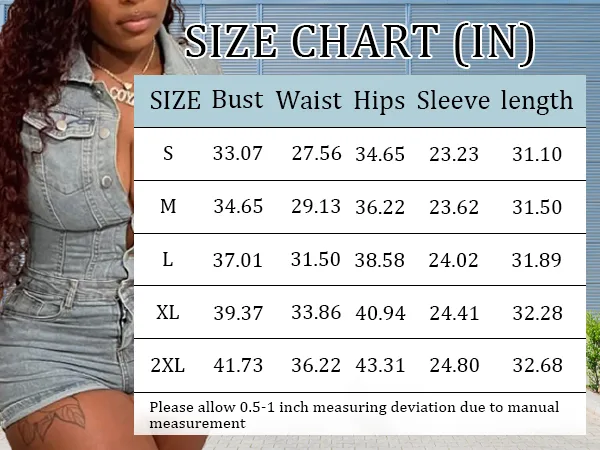 SIZE CHART (IN)
SIZE Bust Waist Hips Sleeve length
S 33.07 27.56 34.65 23.23 31.10
M 34.65 29.13 36.22 23.62 31.50
L 37.01 31.50 38.58 24.02 31.89
XL 39.37 33.86 40.94 24.41 32.28
2XL 41.73 36.22 43.31 24.80 32.68
Please allow 0.5-1 inch measuring deviation due to manual
measurement